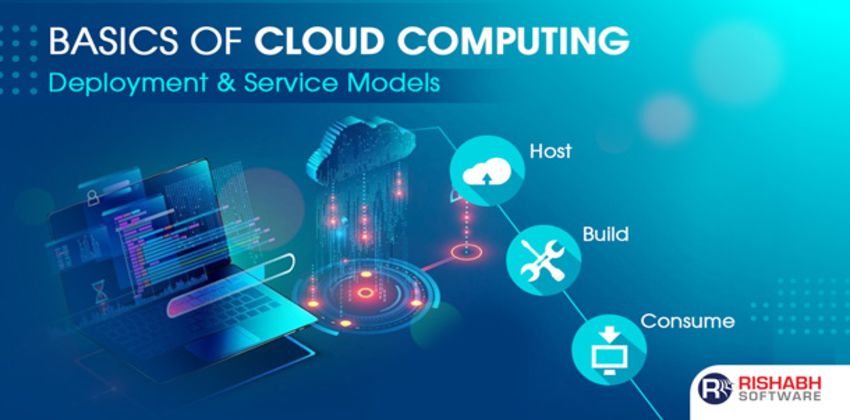 BASICS OF CLOUD COMPUTING
Deployment & Service Models
Host
Build
Consume
R
RISHABH
SOFTWARE